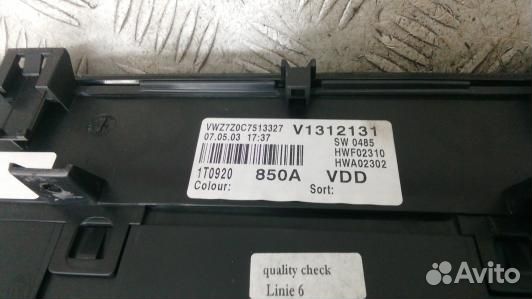 VWZ7Z0C7513327 V1312131
07.05.03 17:37 SW 0485
HWF02310
HWA02302
1T0920 850A VDD
Colour: Sort:
quality check
Linie 6
Avito